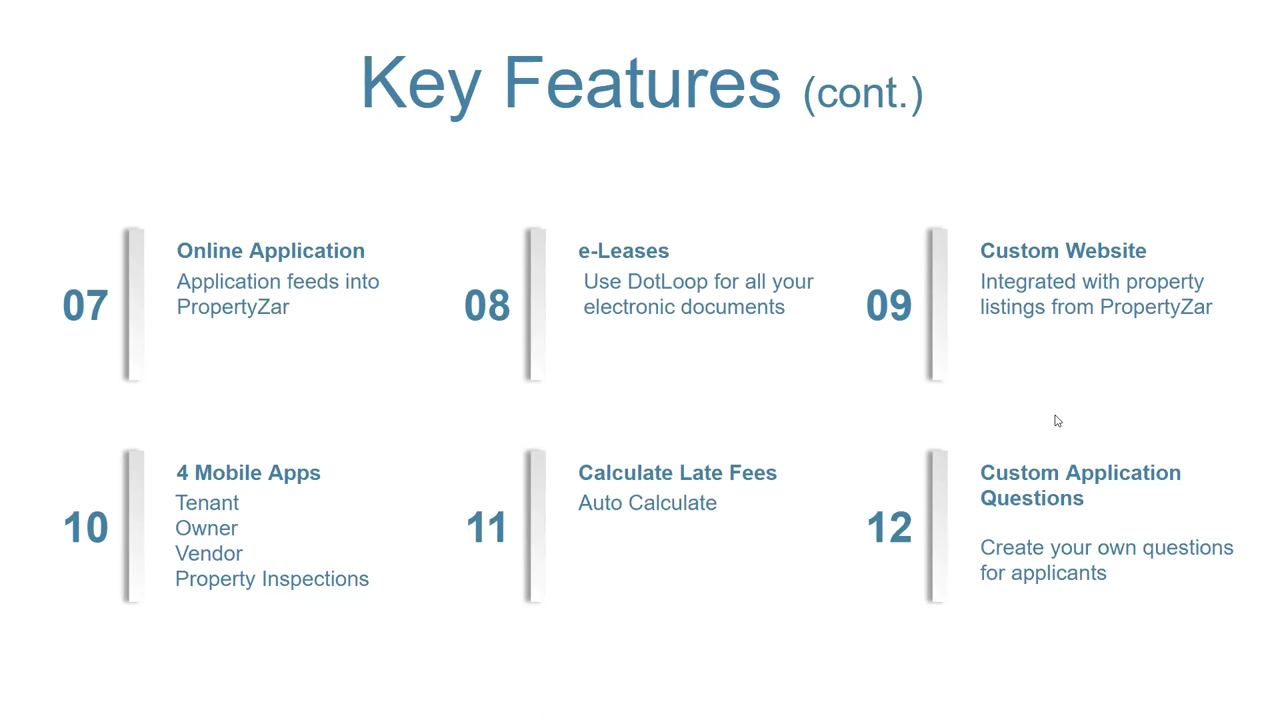 Key Features (cont.)
07
Online Application
Application feeds into
PropertyZar
08
e-Leases
Use DotLoop for all your
electronic documents
09
Custom Website
Integrated with property
listings from PropertyZar
10
4 Mobile Apps
Tenant
Owner
Vendor
Property Inspections
11
Calculate Late Fees
Auto Calculate
12
Custom Application
Questions
Create your own questions
for applicants